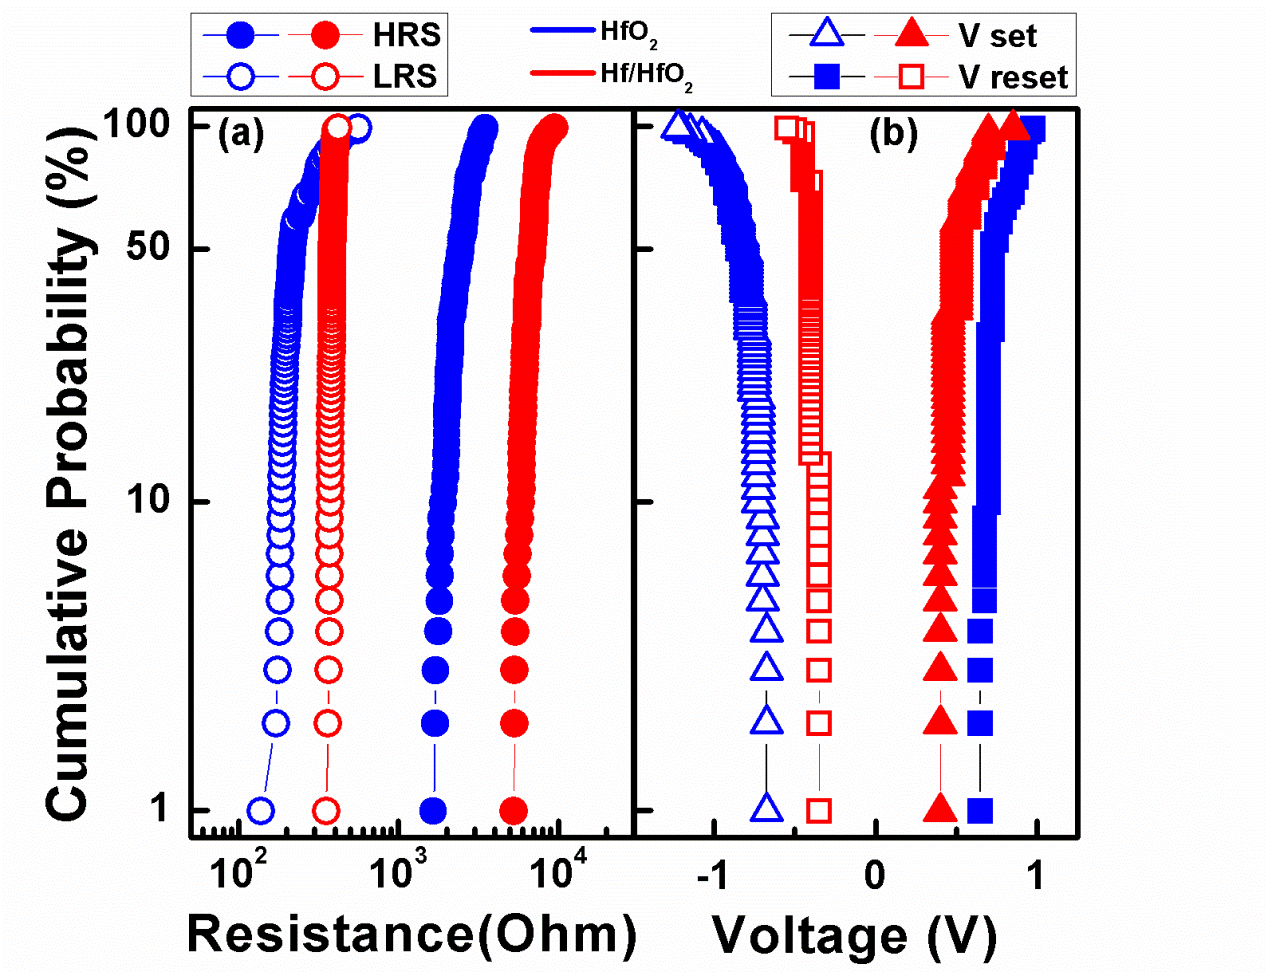 HRS
LRS
HfO2
Hf/HfO2
V set
V reset
(a)
(b)
Cumulative Probability (%)
100
50
10
1
10^2
10^3
10^4
-1
0
1
Resistance(Ohm)
Voltage (V)